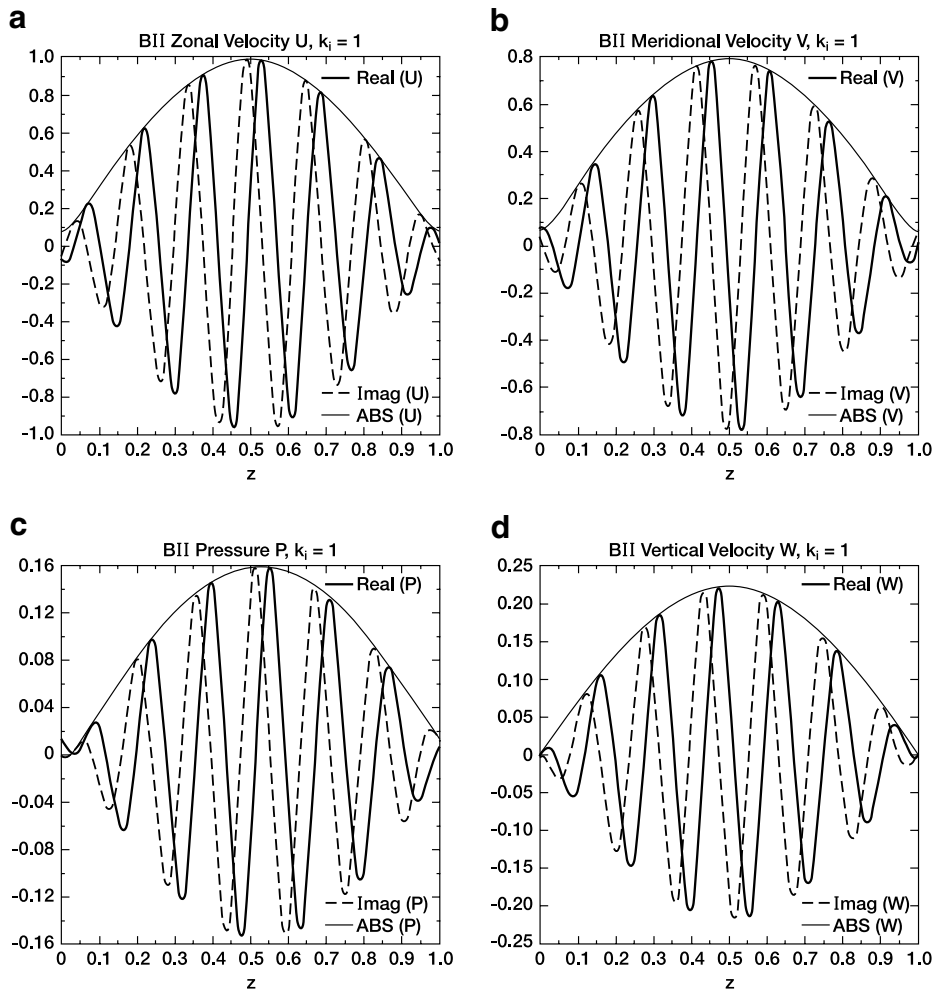 a
BII Zonal Velocity U, k_i = 1
1.0
0.8
0.6
0.4
0.2
0
-0.2
-0.4
-0.6
-0.8
-1.0
Real (U)
Imag (U)
ABS (U)
0 0.1 0.2 0.3 0.4 0.5 0.6 0.7 0.8 0.9 1.0
z
b
BII Meridional Velocity V, k_i = 1
0.8
0.6
0.4
0.2
0
-0.2
-0.4
-0.6
-0.8
Real (V)
Imag (V)
ABS (V)
0 0.1 0.2 0.3 0.4 0.5 0.6 0.7 0.8 0.9 1.0
z
c
BII Pressure P, k_i = 1
0.16
0.12
0.08
0.04
0
-0.04
-0.08
-0.12
-0.16
Real (P)
Imag (P)
ABS (P)
0 0.1 0.2 0.3 0.4 0.5 0.6 0.7 0.8 0.9 1.0
z
d
BII Vertical Velocity W, k_i = 1
0.25
0.20
0.15
0.10
0.05
0
-0.05
-0.10
-0.15
-0.20
-0.25
Real (W)
Imag (W)
ABS (W)
0 0.1 0.2 0.3 0.4 0.5 0.6 0.7 0.8 0.9 1.0
z